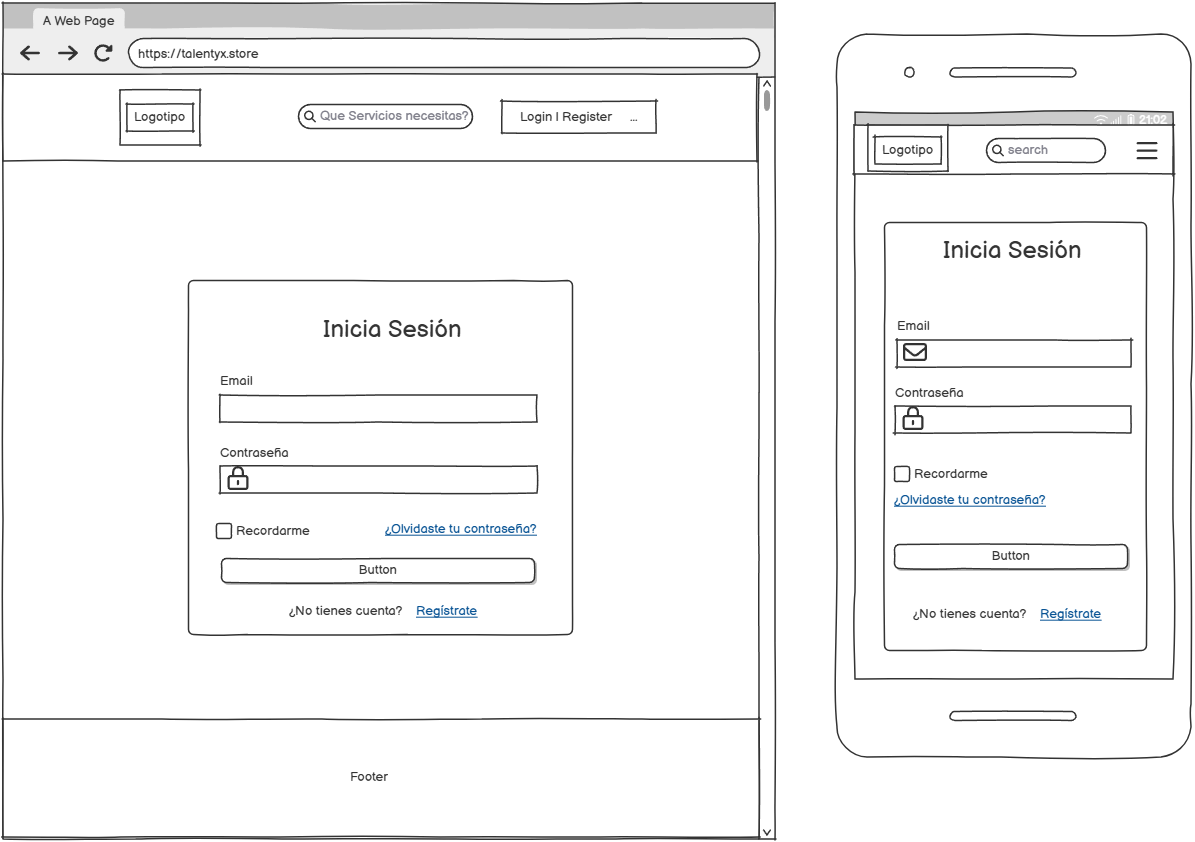 A Web Page
https://talentyx.store
Logotipo
Que Servicios necesitas?
Login | Register ...
Inicia Sesión
Email
Contraseña
Recordarme ¿Olvidaste tu contraseña?
Button
¿No tienes cuenta? Regístrate
Footer
21:02
Logotipo
search
Inicia Sesión
Email
Contraseña
Recordarme
¿Olvidaste tu contraseña?
Button
¿No tienes cuenta? Regístrate